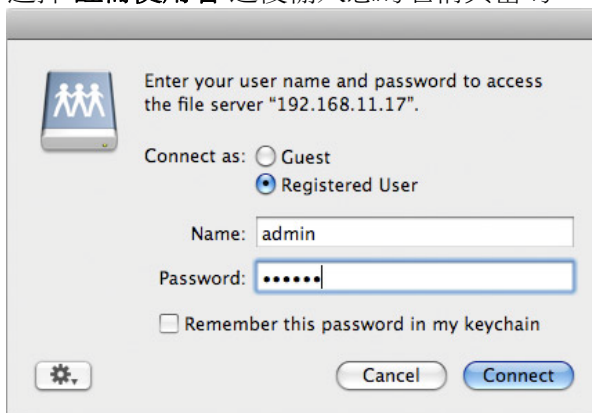 Enter your user name and password to access
the file server “192.168.11.17”.
Connect as: Guest
Registered User
Name: admin
Password: ••••••
Remember this password in my keychain
Cancel Connect